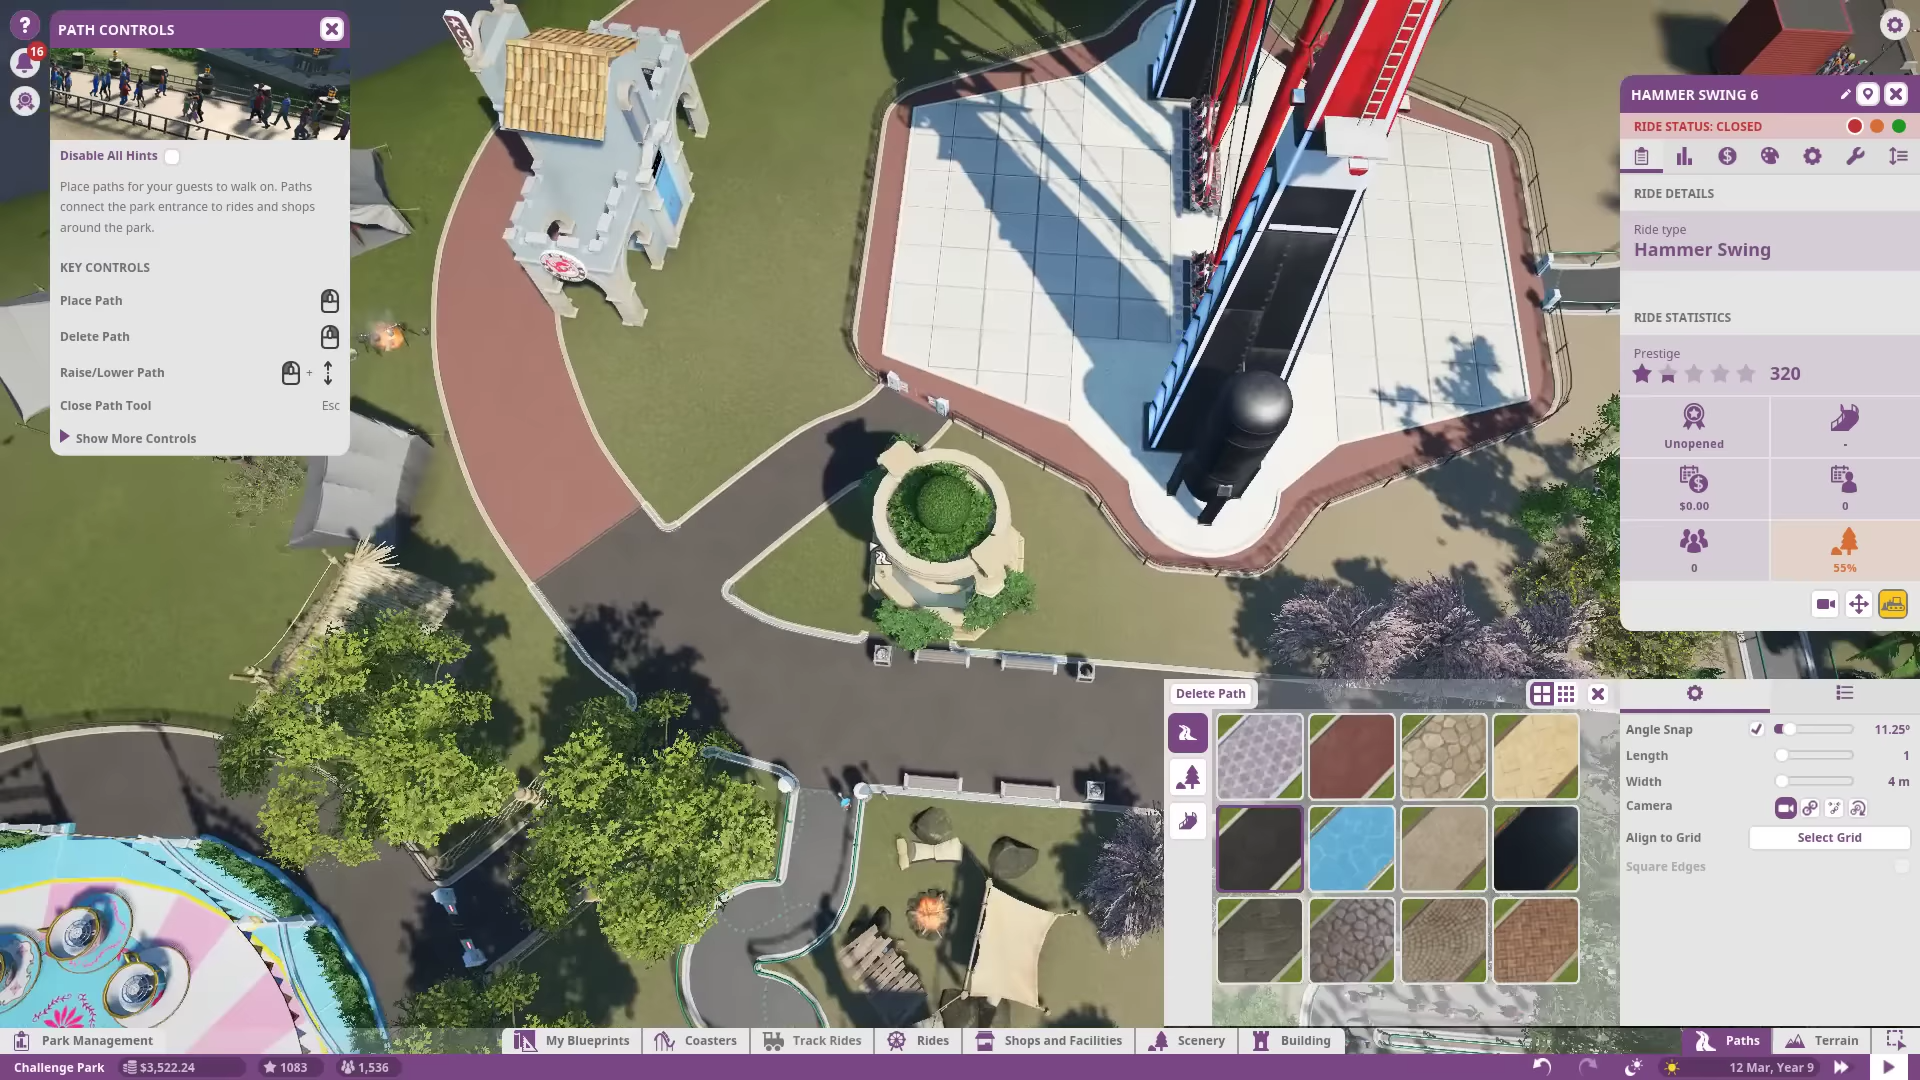 ?
16
PATH CONTROLS
Disable All Hints
Place paths for your guests to walk on. Paths
connect the park entrance to rides and shops
around the park.
KEY CONTROLS
Place Path
Delete Path
Raise/Lower Path
+
Close Path Tool
Esc
Show More Controls
HAMMER SWING 6
RIDE STATUS: CLOSED
RIDE DETAILS
Ride type
Hammer Swing
RIDE STATISTICS
Prestige
320
Unopened
-
$0.00
0
0
55%
Delete Path
Angle Snap
11.25°
Length
1
Width
4 m
Camera
Align to Grid
Select Grid
Square Edges
Park Management
My Blueprints
Coasters
Track Rides
Rides
Shops and Facilities
Scenery
Building
Paths
Terrain
Challenge Park
$3,522.24
1083
1,536
12 Mar, Year 9